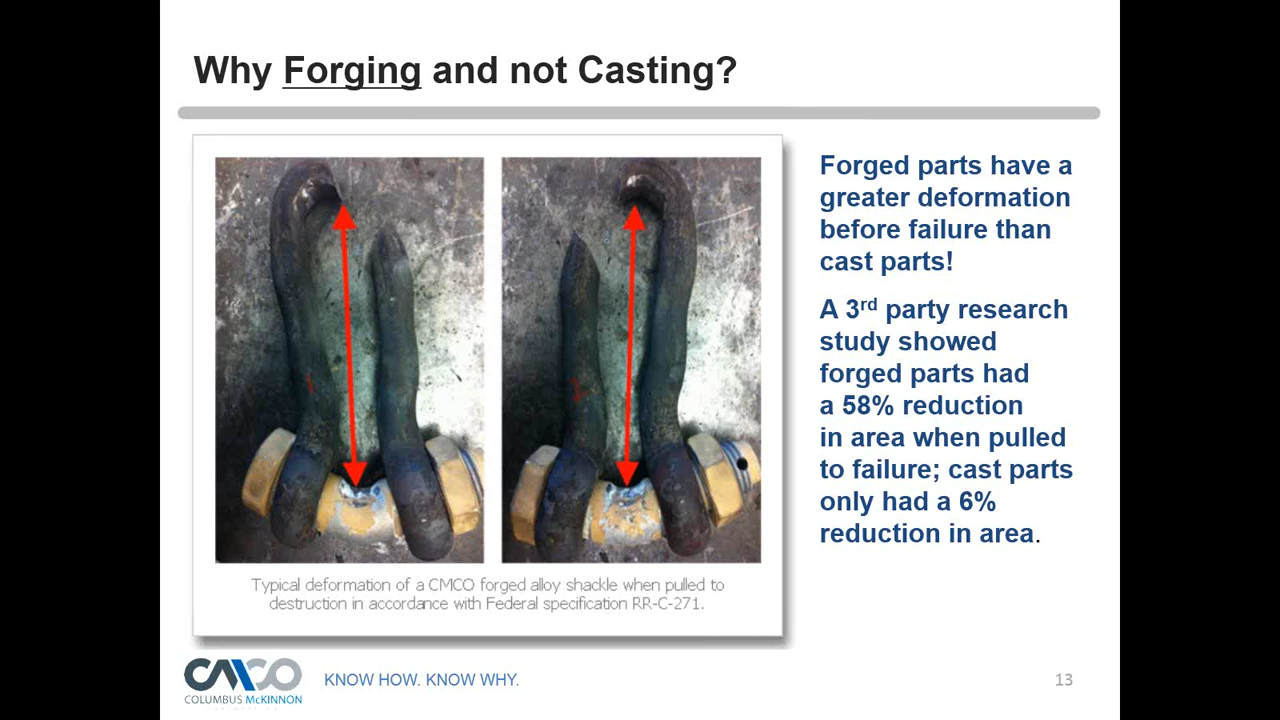 Why Forging and not Casting?
Forged parts have a
greater deformation
before failure than
cast parts!
A 3rd party research
study showed
forged parts had
a 58% reduction
in area when pulled
to failure; cast parts
only had a 6%
reduction in area.
Typical deformation of a CMCO forged alloy shackle when pulled to
destruction in accordance with Federal specification RR-C-271.
CMCO
COLUMBUS McKINNON
KNOW HOW. KNOW WHY.
13